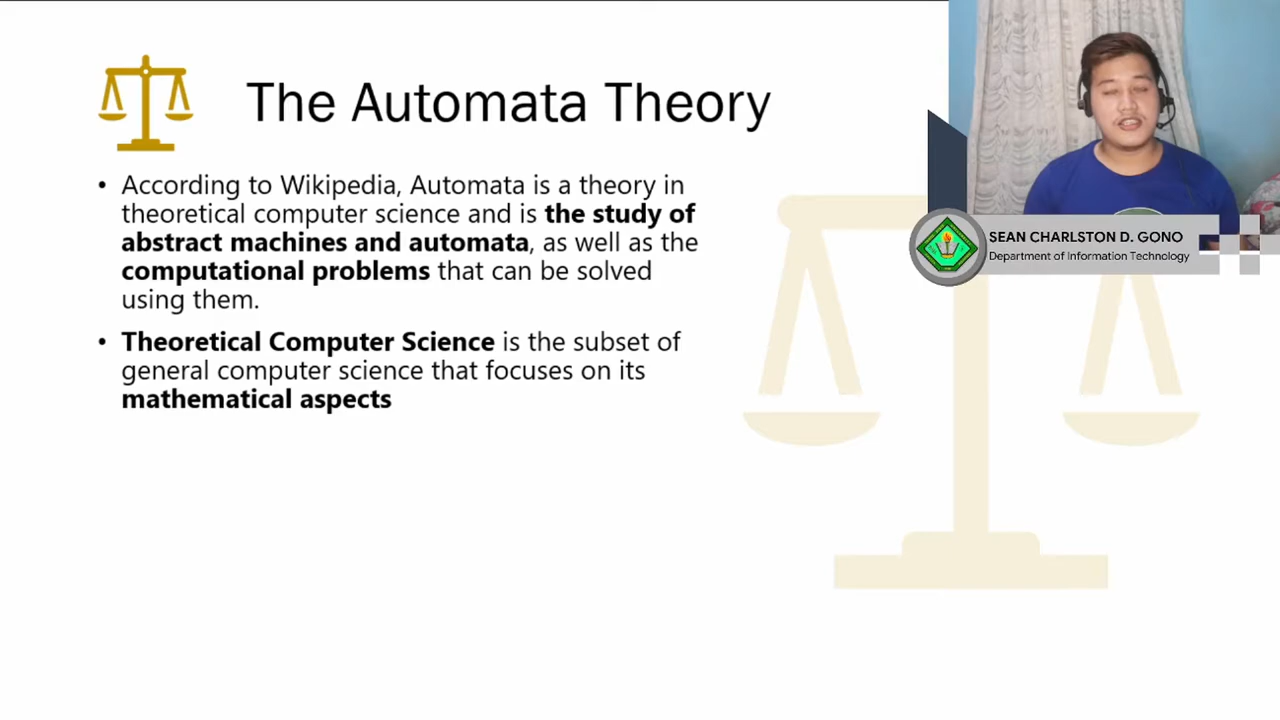 The Automata Theory
• According to Wikipedia, Automata is a theory in
theoretical computer science and is the study of
abstract machines and automata, as well as the
computational problems that can be solved
using them.
• Theoretical Computer Science is the subset of
general computer science that focuses on its
mathematical aspects
SEAN CHARLSTON D. GONO
Department of Information Technology